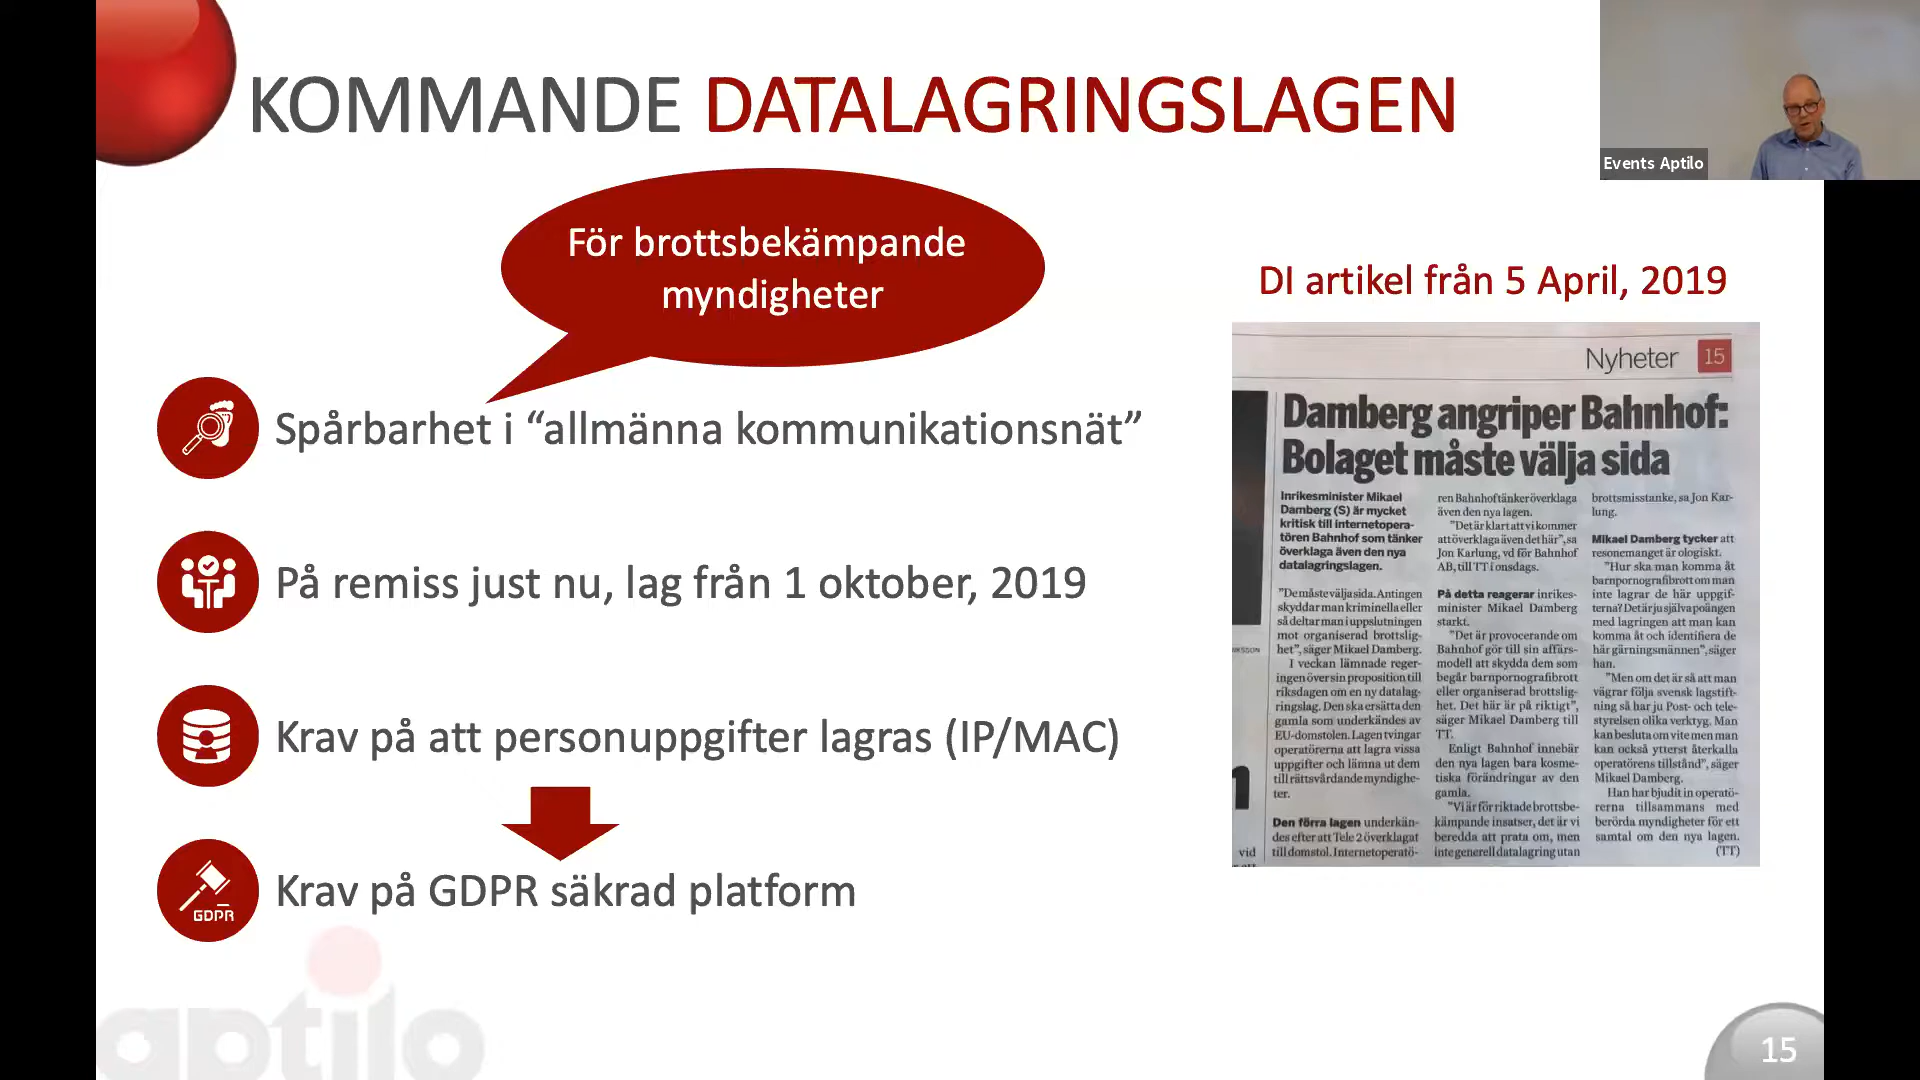 KOMMANDE DATALAGRINGSLAGEN
Events Aptilo
För brottsbekämpande
myndigheter
Spårbarhet i “allmänna kommunikationsnät”
På remiss just nu, lag från 1 oktober, 2019
Krav på att personuppgifter lagras (IP/MAC)
GDPR
Krav på GDPR säkrad platform
DI artikel från 5 April, 2019
Nyheter 15
Damberg angriper Bahnhof:
Bolaget måste välja sida
Inrikesminister Mikael
Damberg (S) är mycket
kritisk till internetopera-
tören Bahnhof som tänker
överklaga även den nya
datalagringslagen.
”De måste välja sida. Antingen
skyddar man kriminella eller
så deltar man i uppslutningen
mot organiserad brottslig-
het”, säger Mikael Damberg.
I veckan lämnade reger-
ingen över sin proposition till
riksdagen om en ny datalag-
ringslag. Den ska ersätta den
gamla som underkändes av
EU-domstolen. Lagen tvingar
operatörerna att lagra vissa
uppgifter och lämna ut dem
till rättsvårdande myndighe-
ter.
Den förra lagen underkän-
des efter att Tele 2 överklagat
till domstol. Internetoperatö-
ren Bahnhof tänker överklaga
även den nya lagen.
”Det är klart att vi kommer
att överklaga även det här”, sa
Jon Karlung, vd för Bahnhof
AB, till TT i onsdags.
På detta reagerar inrikes-
minister Mikael Damberg
starkt.
”Det är provocerande om
Bahnhof gör till sin affärs-
modell att skydda dem som
begår barnpornografibrott
eller organiserad brottslig-
het. Det här är på riktigt”,
säger Mikael Damberg till
TT.
Enligt Bahnhof innebär
den nya lagen bara kosme-
tiska förändringar av den
gamla.
”Vi är för riktade brottsbe-
kämpande insatser, det är vi
beredda att prata om, men
inte generell datalagring utan
brottsmisstanke, sa Jon Kar-
lung.
Mikael Damberg tycker att
resonemanget är ologiskt.
”Hur ska man komma åt
barnpornografibrott om man
inte lagrar de här uppgif-
terna? Det är ju själva poängen
med lagringen att man kan
komma åt och identifiera de
här gärningsmännen”, säger
han.
”Men om det är så att man
vägrar följa svensk lagstift-
ning så har ju Post- och tele-
styrelsen olika verktyg. Man
kan besluta om vite men man
kan också ytterst återkalla
operatörens tillstånd”, säger
Mikael Damberg.
Han har bjudit in operatö-
rerna tillsammans med
berörda myndigheter för ett
samtal om den nya lagen.
(TT)
vid
aptilo
15